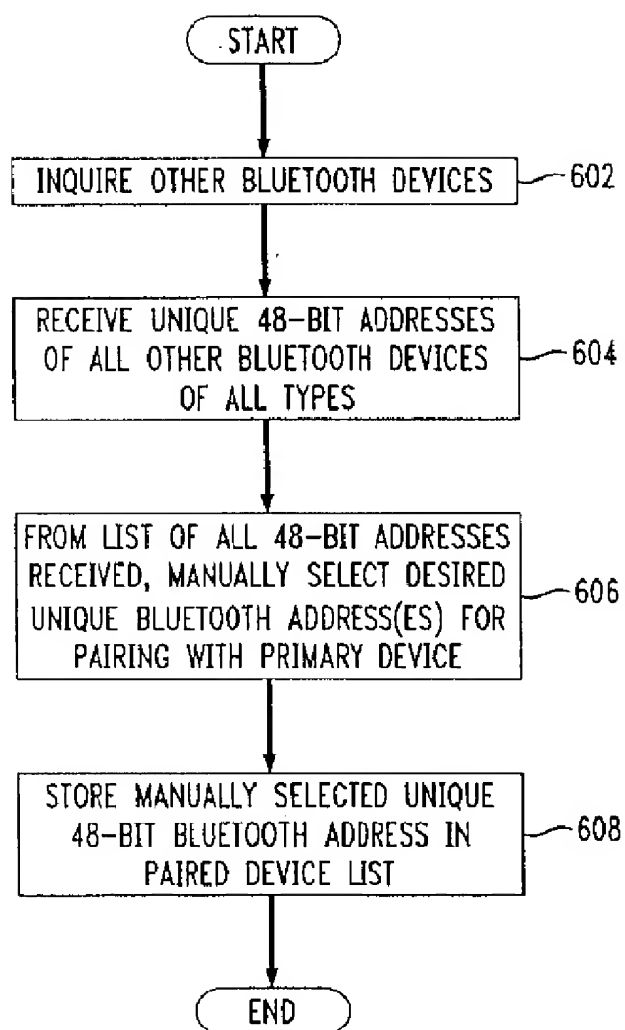 START
INQUIRE OTHER BLUETOOTH DEVICES
602
RECEIVE UNIQUE 48-BIT ADDRESSES
OF ALL OTHER BLUETOOTH DEVICES
OF ALL TYPES
604
FROM LIST OF ALL 48-BIT ADDRESSES
RECEIVED, MANUALLY SELECT DESIRED
UNIQUE BLUETOOTH ADDRESS(ES) FOR
PAIRING WITH PRIMARY DEVICE
606
STORE MANUALLY SELECTED UNIQUE
48-BIT BLUETOOTH ADDRESS IN
PAIRED DEVICE LIST
608
END